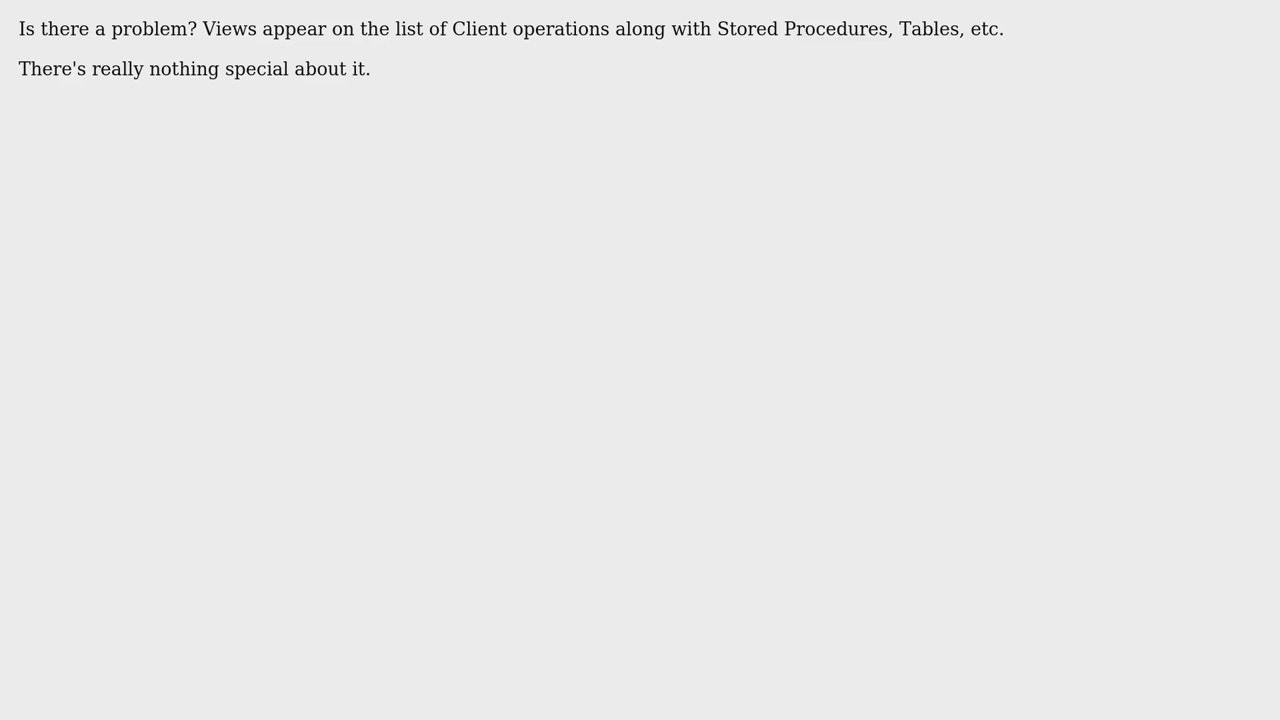 Is there a problem? Views appear on the list of Client operations along with Stored Procedures, Tables, etc.
There's really nothing special about it.